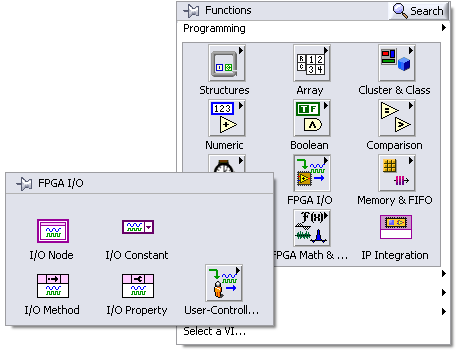 Functions
Search
Programming
Structures
Array
Cluster & Class
Numeric
Boolean
Comparison
FPGA I/O
Memory & FIFO
FPGA Math & ...
IP Integration
Select a VI...
FPGA I/O
I/O Node
I/O Constant
I/O Method
I/O Property
User-Controll...